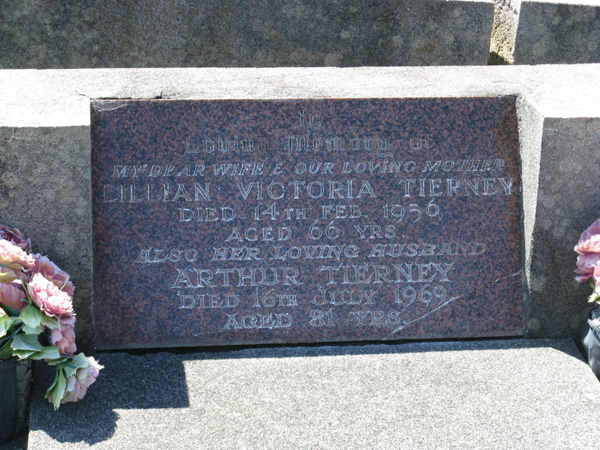 In
Loving Memory of
MY DEAR WIFE & OUR LOVING MOTHER
LILLIAN VICTORIA TIERNEY
DIED 14TH FEB. 1956
AGED 66 YRS.
ALSO HER LOVING HUSBAND
ARTHUR TIERNEY
DIED 16TH JULY 1969
AGED 81 YRS.